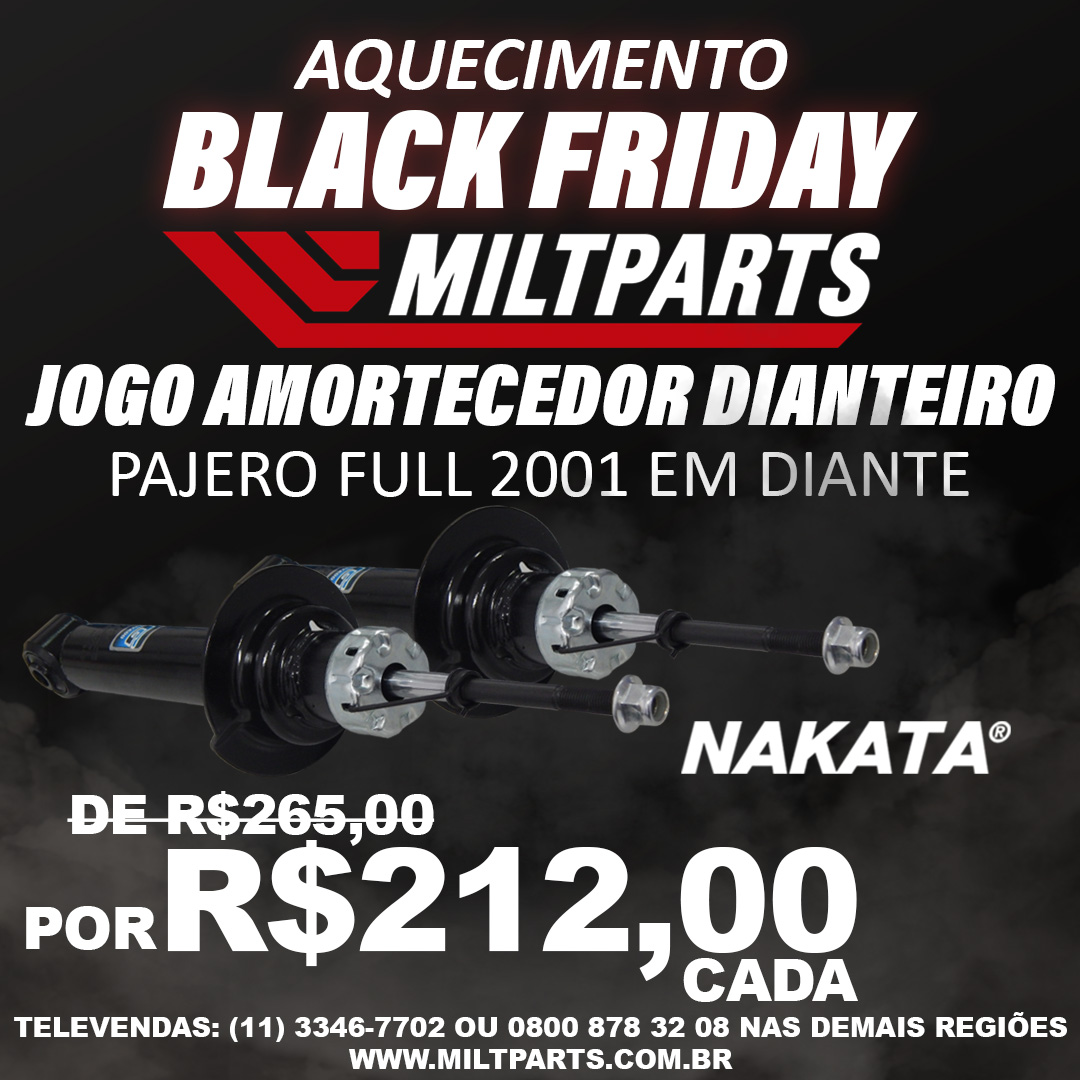 AQUECIMENTO
BLACK FRIDAY
MILTPARTS
JOGO AMORTECEDOR DIANTEIRO
PAJERO FULL 2001 EM DIANTE
NAKATA®
DE R$265,00
POR R$212,00
CADA
TELEVENDAS: (11) 3346-7702 OU 0800 878 32 08 NAS DEMAIS REGIÕES
WWW.MILTPARTS.COM.BR